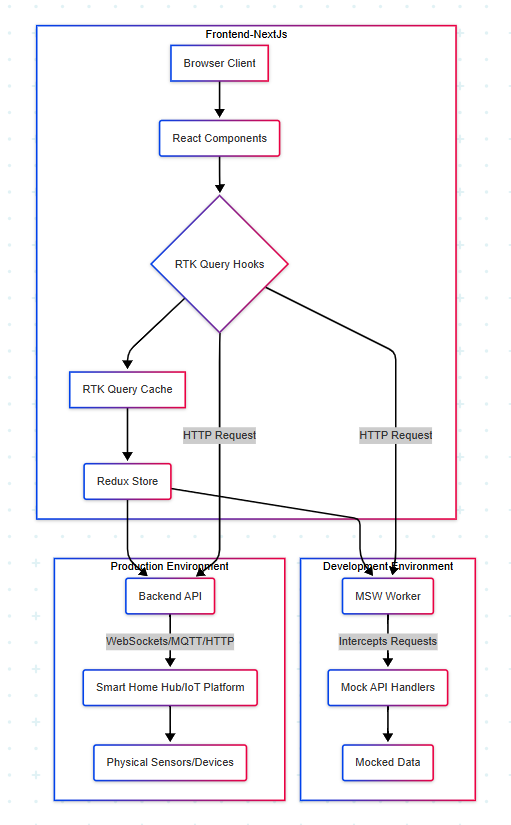 Frontend-NextJs
Browser Client
React Components
RTK Query Hooks
RTK Query Cache
HTTP Request
HTTP Request
Redux Store
Production Environment
Development Environment
Backend API
MSW Worker
WebSockets/MQTT/HTTP
Intercepts Requests
Smart Home Hub/IoT Platform
Mock API Handlers
Physical Sensors/Devices
Mocked Data